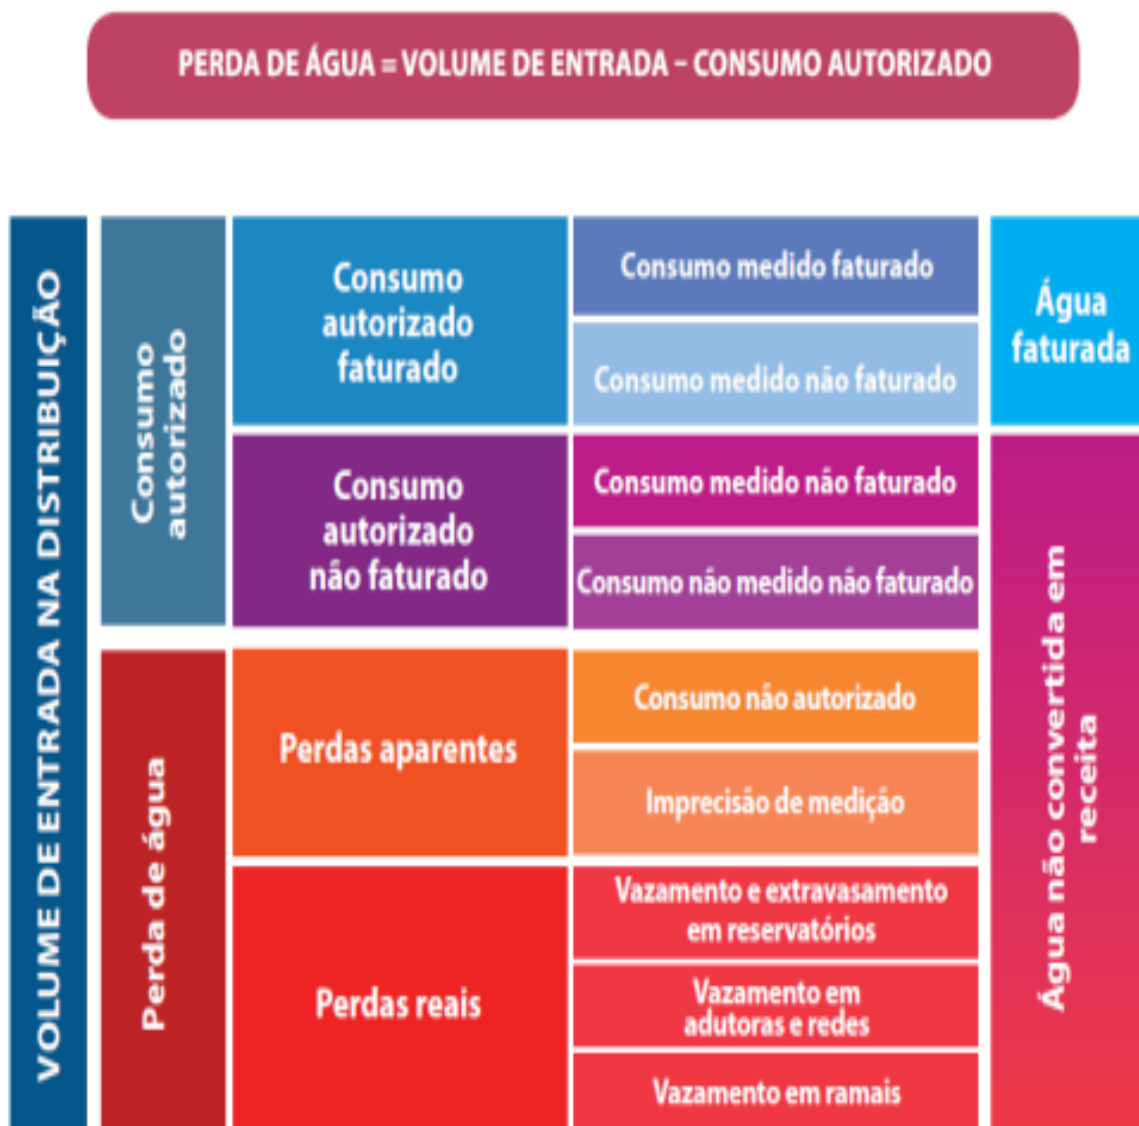 PERDA DE ÁGUA = VOLUME DE ENTRADA – CONSUMO AUTORIZADO
VOLUME DE ENTRADA NA DISTRIBUIÇÃO
Consumo
autorizado
Consumo
autorizado
faturado
Consumo medido faturado
Consumo medido não faturado
Água
faturada
Consumo
autorizado
não faturado
Consumo medido não faturado
Consumo não medido não faturado
Água não convertida em
receita
Perda de água
Perdas aparentes
Consumo não autorizado
Imprecisão de medição
Perdas reais
Vazamento e extravasamento
em reservatórios
Vazamento em
adutoras e redes
Vazamento em ramais